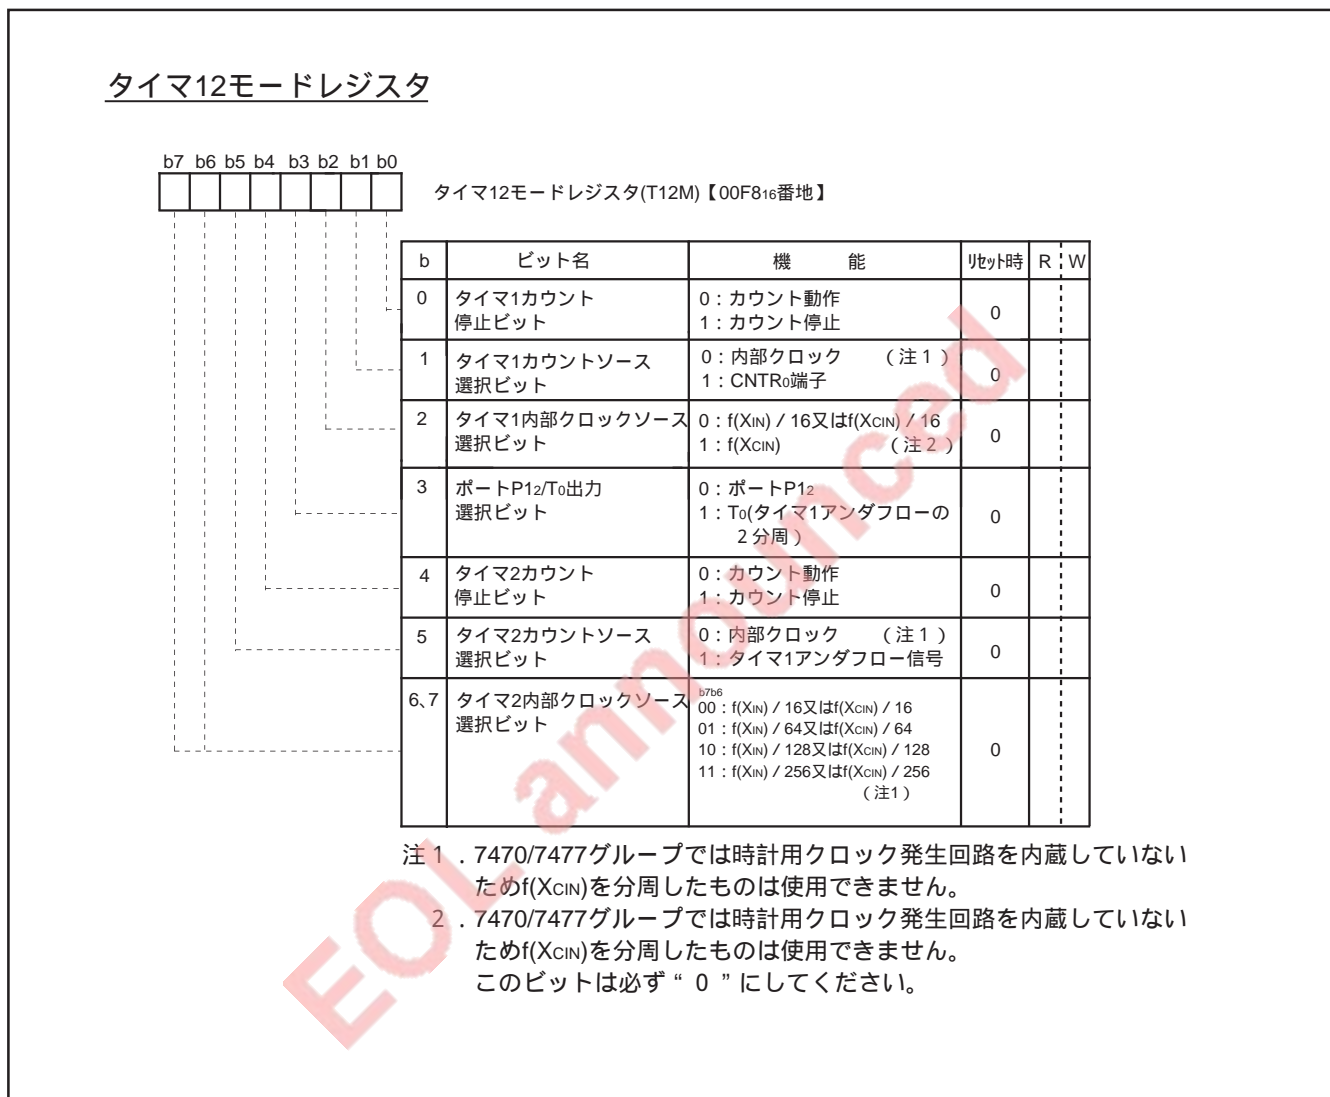 タイマ12モードレジスタ
b7 b6 b5 b4 b3 b2 b1 b0
タイマ12モードレジスタ(T12M)【00F816番地】
b ビット名 機 能 リセット時 R W
0 タイマ1カウント 0：カウント動作
停止ビット 1：カウント停止 0
1 タイマ1カウントソース 0：内部クロック （注1）
選択ビット 1：CNTR0端子 0
2 タイマ1内部クロックソース 0：f(XIN) / 16又はf(XCIN) / 16
選択ビット 1：f(XCIN) （注2） 0
3 ポートP12/T0出力 0：ポートP12
選択ビット 1：T0(タイマ1アンダフローの 0
2分周）
4 タイマ2カウント 0：カウント動作
停止ビット 1：カウント停止 0
5 タイマ2カウントソース 0：内部クロック （注1）
選択ビット 1：タイマ1アンダフロー信号 0
6、7 タイマ2内部クロックソース b7b6
選択ビット 00：f(XIN) / 16又はf(XCIN) / 16
01：f(XIN) / 64又はf(XCIN) / 64
10：f(XIN) / 128又はf(XCIN) / 128 0
11：f(XIN) / 256又はf(XCIN) / 256
（注1）
注1．7470/7477グループでは時計用クロック発生回路を内蔵していない
ためf(XCIN)を分周したものは使用できません。
2．7470/7477グループでは時計用クロック発生回路を内蔵していない
ためf(XCIN)を分周したものは使用できません。
このビットは必ず“0”にしてください。
EOL announced